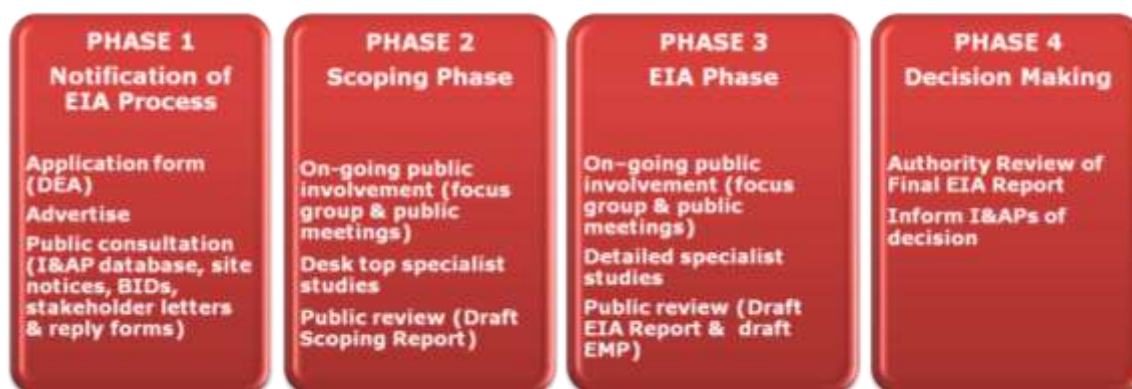 PHASE 1
Notification of
EIA Process
Application form
(DEA)
Advertise
Public consultation
(I&AP database, site
notices, BIDs,
stakeholder letters
& reply forms)
PHASE 2
Scoping Phase
On-going public
involvement (focus
group & public
meetings)
Desk top specialist
studies
Public review (Draft
Scoping Report)
PHASE 3
EIA Phase
On–going public
involvement (focus
group & public
meetings)
Detailed specialist
studies
Public review (Draft
EIA Report & draft
EMP)
PHASE 4
Decision Making
Authority Review of
Final EIA Report
Inform I&APs of
decision